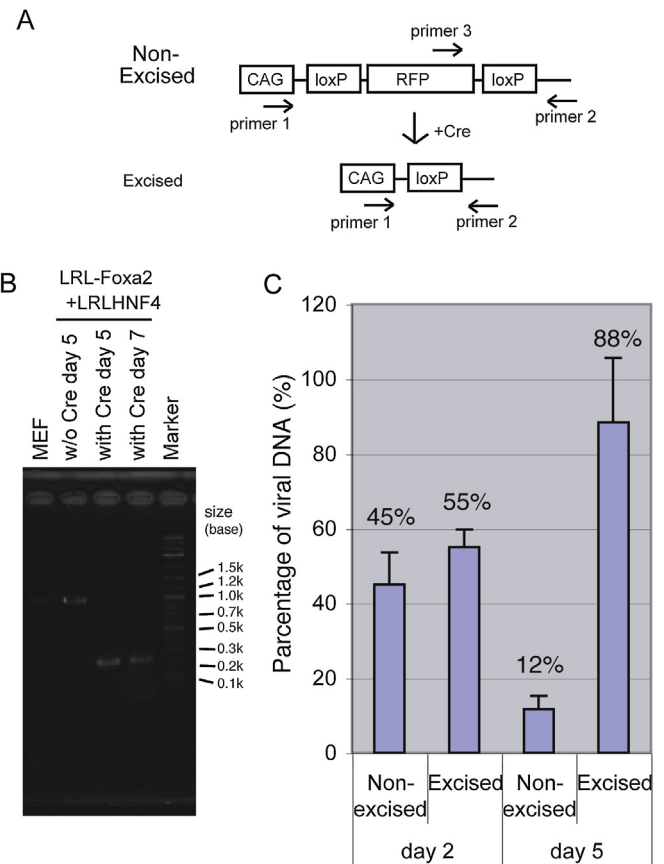 A
Non-
Excised
primer 3
CAG
loxP
RFP
loxP
primer 1
primer 2
+Cre
Excised
CAG
loxP
primer 1
primer 2
B
LRL-Foxa2
+LRLHNF4
MEF
w/o Cre day 5
with Cre day 5
with Cre day 7
Marker
size
(base)
1.5k
1.2k
1.0k
0.7k
0.5k
0.3k
0.2k
0.1k
C
Parcentage of viral DNA (%)
120
100
80
60
40
20
0
45%
55%
12%
88%
Non-
excised
Excised
Non-
excised
Excised
day 2
day 5